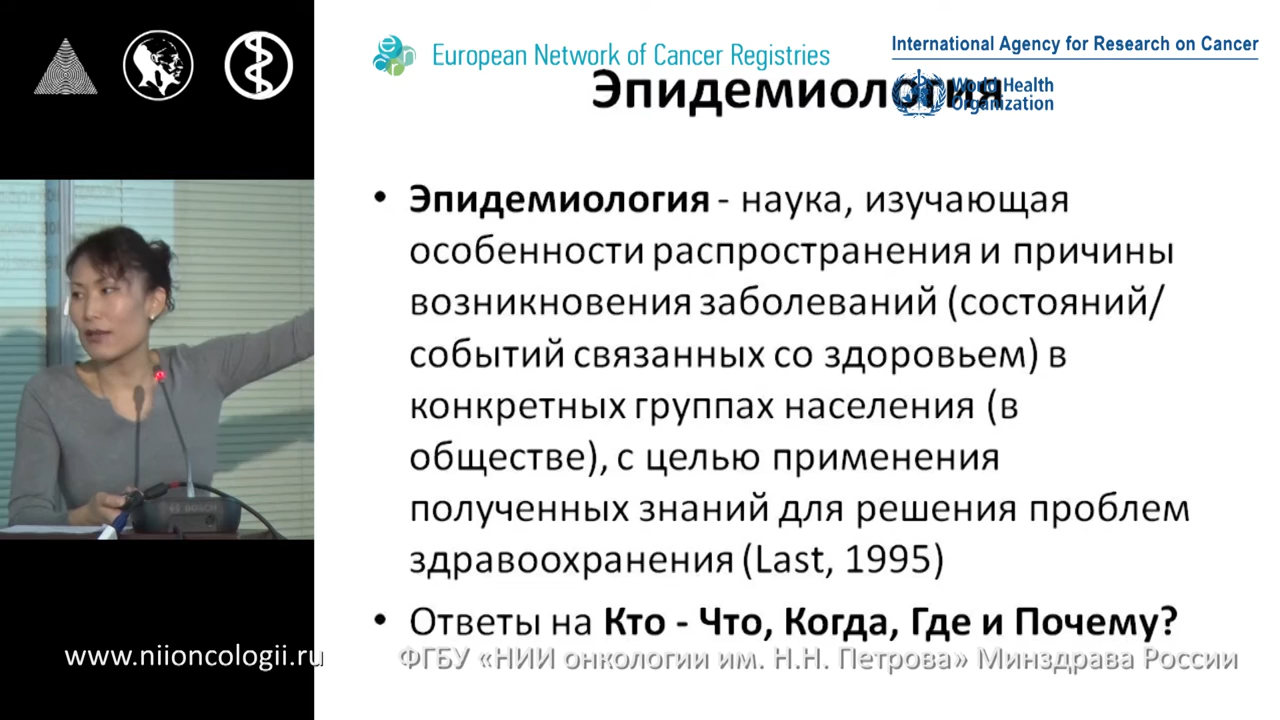 European Network of Cancer Registries
International Agency for Research on Cancer
Эпидемиология
World Health
Organization
• Эпидемиология - наука, изучающая
особенности распространения и причины
возникновения заболеваний (состояний/
событий связанных со здоровьем) в
конкретных группах населения (в
обществе), с целью применения
полученных знаний для решения проблем
здравоохранения (Last, 1995)
• Ответы на Кто - Что, Когда, Где и Почему?
www.niioncologii.ru
ФГБУ «НИИ онкологии им. Н.Н. Петрова» Минздрава России
BOSCH